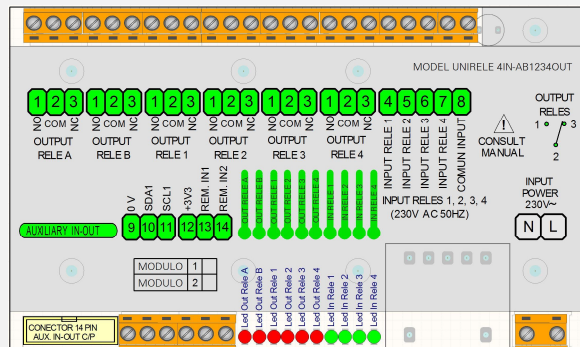 MODEL UNIRELE 4IN-AB1234OUT
1 2 3 1 2 3 1 2 3 1 2 3 1 2 3 1 2 3 4 5 6 7 8
NO COM NC NO COM NC NO COM NC NO COM NC NO COM NC NO COM NC
OUTPUT RELE A
OUTPUT RELE B
OUTPUT RELE 1
OUTPUT RELE 2
OUTPUT RELE 3
OUTPUT RELE 4
INPUT RELE 1
INPUT RELE 2
INPUT RELE 3
INPUT RELE 4
COMUN INPUT
CONSULT
MANUAL
OUTPUT
RELES
1 3
2
INPUT RELES 1, 2, 3, 4
(230V AC 50HZ)
INPUT
POWER
230V~
N L
0 V
SDA1
SCL1
+3V3
REM. IN1
REM. IN2
AUXILIARY IN-OUT
9 10 11 12 13 14
OUT RELE A
OUT RELE B
OUT RELE 1
OUT RELE 2
OUT RELE 3
OUT RELE 4
IN RELE 1
IN RELE 2
IN RELE 3
IN RELE 4
MODULO 1
MODULO 2
Led Out Rele A
Led Out Rele B
Led Out Rele 1
Led Out Rele 2
Led Out Rele 3
Led Out Rele 4
Led In Rele 1
Led In Rele 2
Led In Rele 3
Led In Rele 4
CONECTOR 14 PIN
AUX. IN-OUT C/P